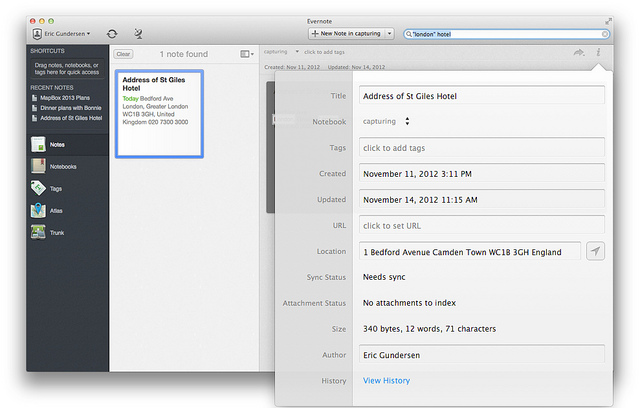 Evernote
Eric Gundersen
+ New Note in capturing
"london" hotel
SHORTCUTS
Drag notes, notebooks, or
tags here for quick access
RECENT NOTES
MapBox 2013 Plans
Dinner plans with Bonnie
Address of St Giles Hotel
Notes
Notebooks
Tags
Atlas
Trunk
Clear
1 note found
Address of St Giles
Hotel
Today Bedford Ave
London, Greater London
WC1B 3GH, United
Kingdom 020 7300 3000
capturing
click to add tags
Created: Nov 11, 2012 Updated: Nov 14, 2012
Title Address of St Giles Hotel
Notebook capturing
Tags click to add tags
Created November 11, 2012 3:11 PM
Updated November 14, 2012 11:15 AM
URL click to set URL
Location 1 Bedford Avenue Camden Town WC1B 3GH England
Sync Status Needs sync
Attachment Status No attachments to index
Size 340 bytes, 12 words, 71 characters
Author Eric Gundersen
History View History